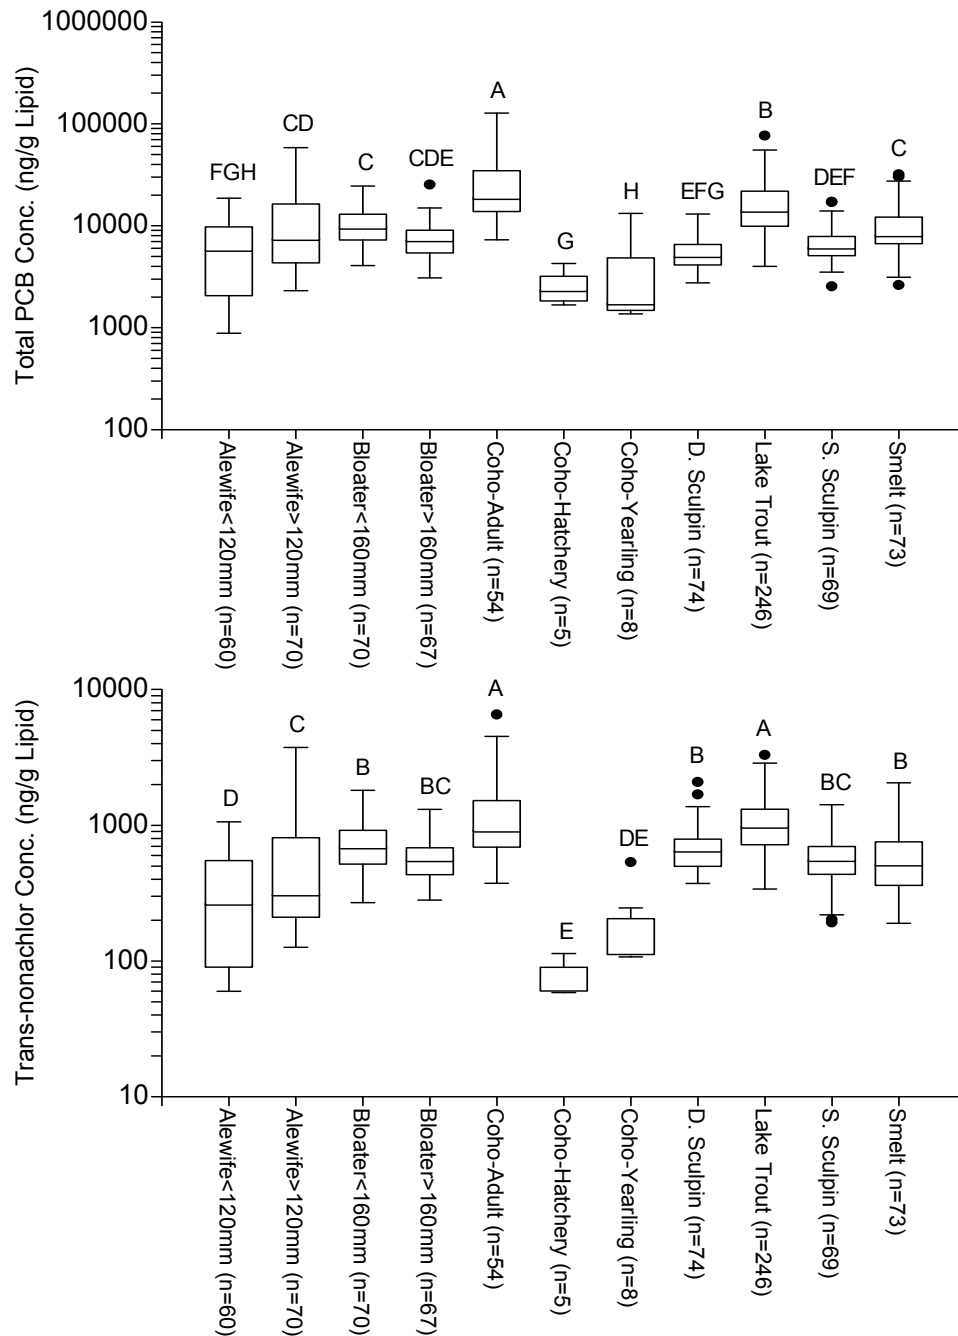 Total PCB Conc. (ng/g Lipid)
1000000
100000
10000
1000
100
FGH
CD
C
CDE
A
G
H
EFG
B
DEF
C
Alewife<120mm (n=60)
Alewife>120mm (n=70)
Bloater<160mm (n=70)
Bloater>160mm (n=67)
Coho-Adult (n=54)
Coho-Hatchery (n=5)
Coho-Yearling (n=8)
D. Sculpin (n=74)
Lake Trout (n=246)
S. Sculpin (n=69)
Smelt (n=73)
Trans-nonachlor Conc. (ng/g Lipid)
10000
1000
100
10
D
C
B
BC
A
E
DE
B
A
BC
B
Alewife<120mm (n=60)
Alewife>120mm (n=70)
Bloater<160mm (n=70)
Bloater>160mm (n=67)
Coho-Adult (n=54)
Coho-Hatchery (n=5)
Coho-Yearling (n=8)
D. Sculpin (n=74)
Lake Trout (n=246)
S. Sculpin (n=69)
Smelt (n=73)